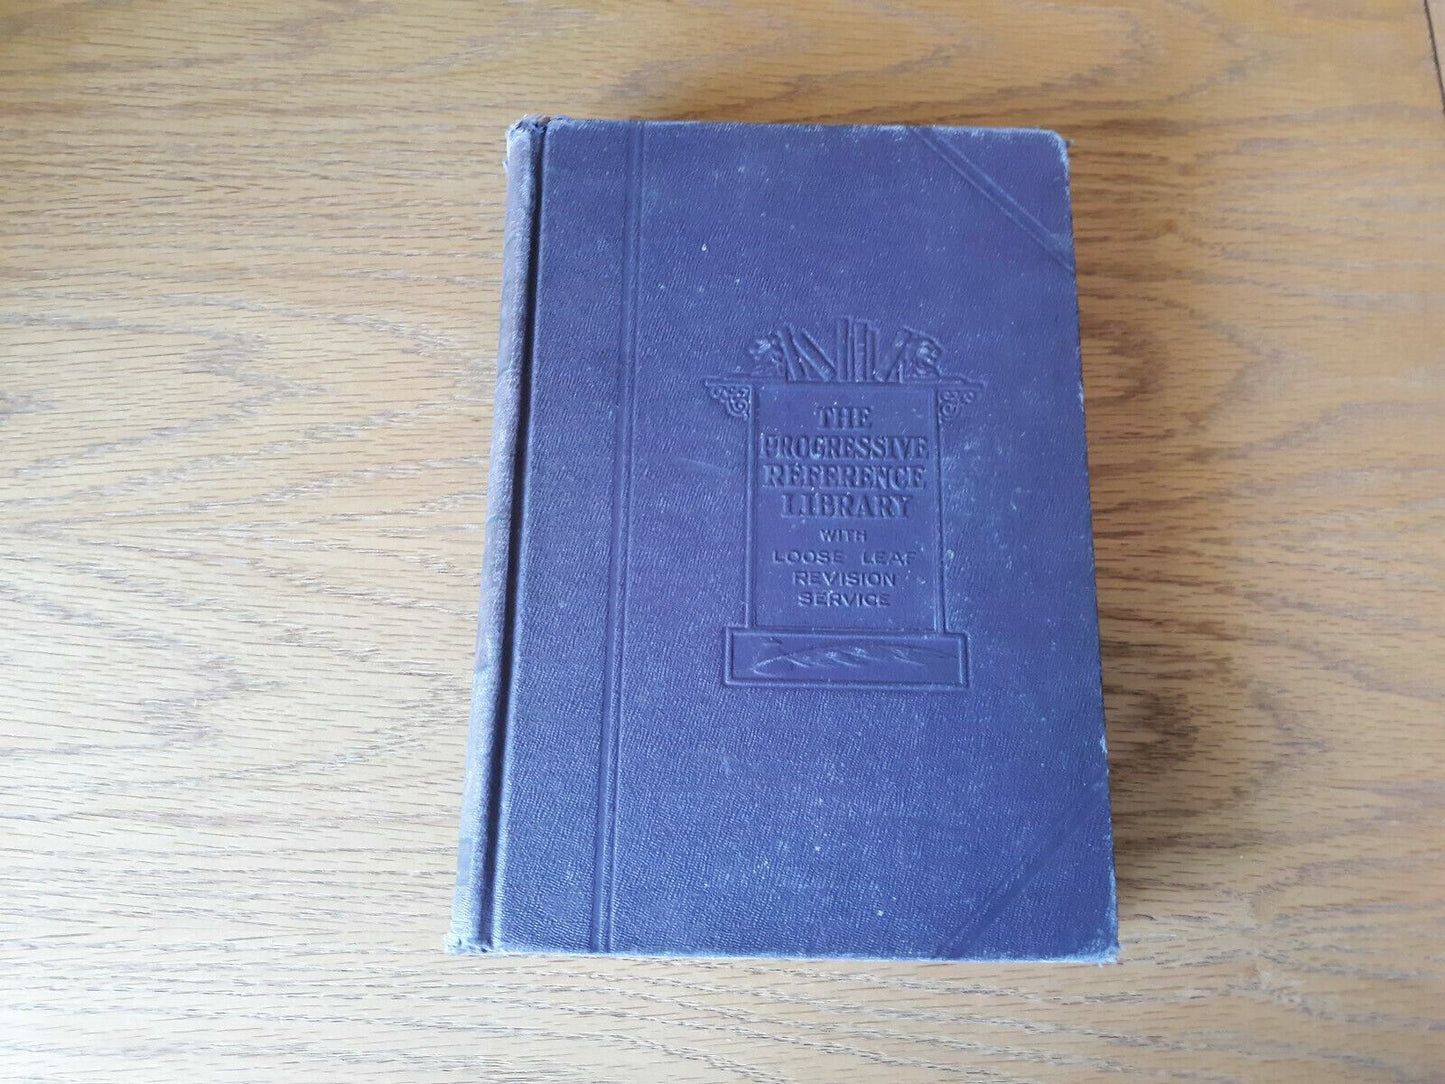 THE
PROGRESSIVE
REFERENCE
LIBRARY
WITH
LOOSE LEAF
REVISION
SERVICE